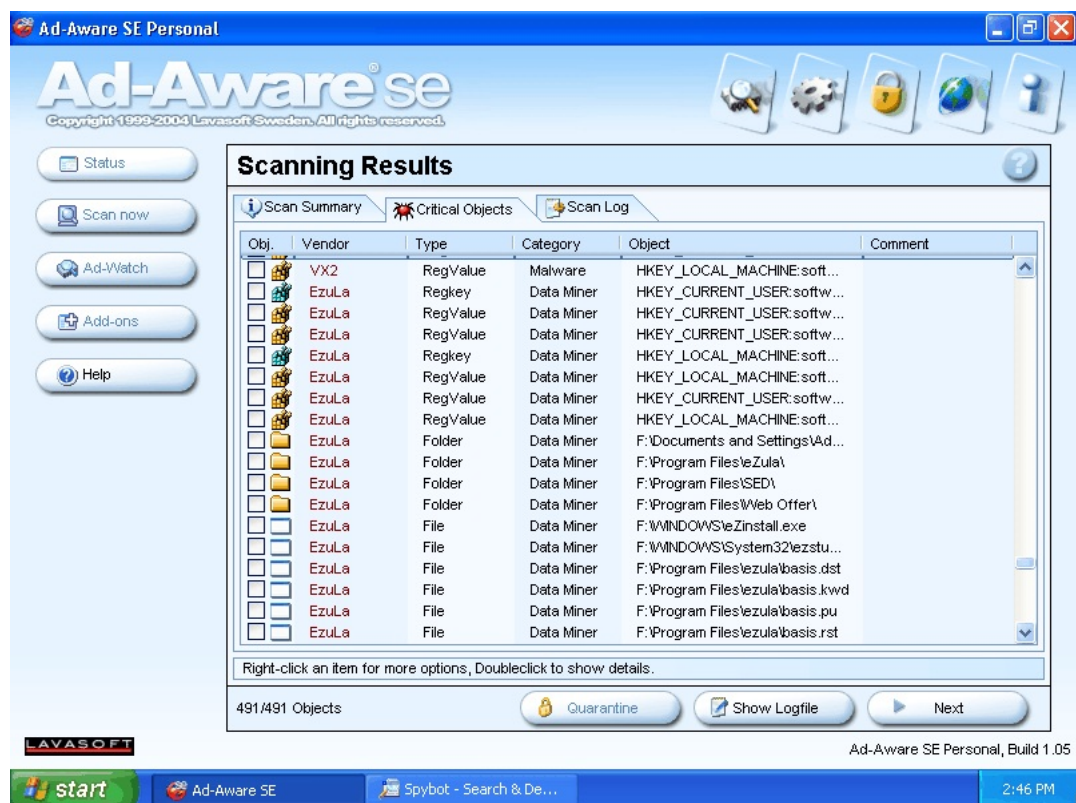 Ad-Aware SE Personal
Ad-Aware® se
Copyright 1999-2004 Lavasoft Sweden. All rights reserved.
Status
Scan now
Ad-Watch
Add-ons
Help
Scanning Results
Scan Summary Critical Objects Scan Log
Obj. Vendor Type Category Object Comment
VX2 RegValue Malware HKEY_LOCAL_MACHINE:soft...
EzuLa Regkey Data Miner HKEY_CURRENT_USER:softw...
EzuLa RegValue Data Miner HKEY_CURRENT_USER:softw...
EzuLa RegValue Data Miner HKEY_CURRENT_USER:softw...
EzuLa Regkey Data Miner HKEY_LOCAL_MACHINE:soft...
EzuLa RegValue Data Miner HKEY_LOCAL_MACHINE:soft...
EzuLa RegValue Data Miner HKEY_CURRENT_USER:softw...
EzuLa RegValue Data Miner HKEY_LOCAL_MACHINE:soft...
EzuLa Folder Data Miner F:\Documents and Settings\Ad...
EzuLa Folder Data Miner F:\Program Files\eZula\
EzuLa Folder Data Miner F:\Program Files\SED\
EzuLa Folder Data Miner F:\Program Files\Web Offer\
EzuLa File Data Miner F:\WINDOWS\eZinstall.exe
EzuLa File Data Miner F:\WINDOWS\System32\ezstu...
EzuLa File Data Miner F:\Program Files\ezula\basis.dst
EzuLa File Data Miner F:\Program Files\ezula\basis.kwd
EzuLa File Data Miner F:\Program Files\ezula\basis.pu
EzuLa File Data Miner F:\Program Files\ezula\basis.rst
Right-click an item for more options, Doubleclick to show details.
491/491 Objects Quarantine Show Logfile Next
LAVASOFT
Ad-Aware SE Personal, Build 1.05
start Ad-Aware SE Spybot - Search & De... 2:46 PM